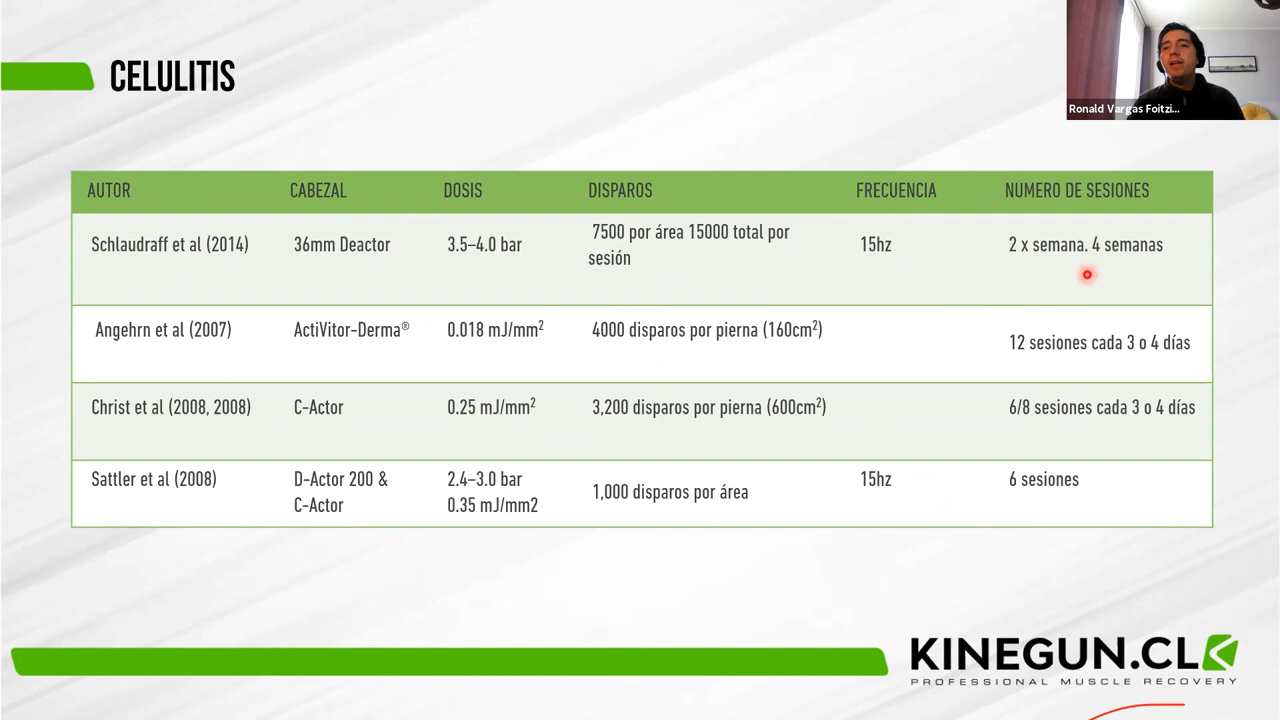 CELULITIS
Ronald Vargas Foitzi...
AUTOR CABEZAL DOSIS DISPAROS FRECUENCIA NUMERO DE SESIONES
Schlaudraff et al (2014) 36mm Deactor 3.5–4.0 bar 7500 por área 15000 total por 15hz 2 x semana. 4 semanas
sesión
Angehrn et al (2007) ActiVitor-Derma® 0.018 mJ/mm² 4000 disparos por pierna (160cm²) 12 sesiones cada 3 o 4 días
Christ et al (2008, 2008) C-Actor 0.25 mJ/mm² 3,200 disparos por pierna (600cm²) 6/8 sesiones cada 3 o 4 días
Sattler et al (2008) D-Actor 200 & 2.4–3.0 bar 1,000 disparos por área 15hz 6 sesiones
C-Actor 0.35 mJ/mm2
KINEGUN.CL
PROFESSIONAL MUSCLE RECOVERY